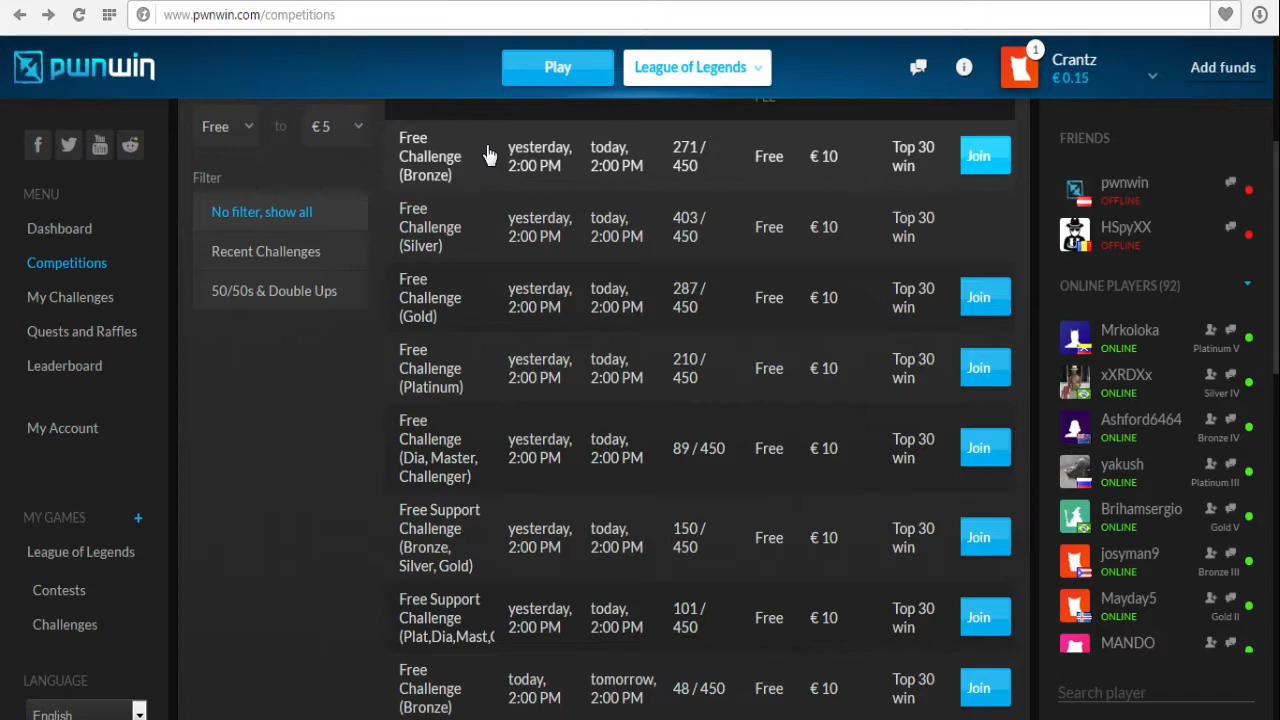 www.pwnwin.com/competitions
pwnwin
Play
League of Legends
1
Crantz
€ 0.15
Add funds
MENU
Dashboard
Competitions
My Challenges
Quests and Raffles
Leaderboard
My Account
MY GAMES +
League of Legends
Contests
Challenges
LANGUAGE
English
Free to € 5
Filter
No filter, show all
Recent Challenges
50/50s & Double Ups
Free
Challenge
(Bronze)
yesterday,
2:00 PM
today,
2:00 PM
271 /
450
Free
€ 10
Top 30
win
Join
Free
Challenge
(Silver)
yesterday,
2:00 PM
today,
2:00 PM
403 /
450
Free
€ 10
Top 30
win
Free
Challenge
(Gold)
yesterday,
2:00 PM
today,
2:00 PM
287 /
450
Free
€ 10
Top 30
win
Join
Free
Challenge
(Platinum)
yesterday,
2:00 PM
today,
2:00 PM
210 /
450
Free
€ 10
Top 30
win
Join
Free
Challenge
(Dia, Master,
Challenger)
yesterday,
2:00 PM
today,
2:00 PM
89 / 450
Free
€ 10
Top 30
win
Join
Free Support
Challenge
(Bronze,
Silver, Gold)
yesterday,
2:00 PM
today,
2:00 PM
150 /
450
Free
€ 10
Top 30
win
Join
Free Support
Challenge
(Plat,Dia,Mast,
yesterday,
2:00 PM
today,
2:00 PM
101 /
450
Free
€ 10
Top 30
win
Join
Free
Challenge
(Bronze)
today,
2:00 PM
tomorrow,
2:00 PM
48 / 450
Free
€ 10
Top 30
win
Join
FRIENDS
pwnwin
OFFLINE
HSpyXX
OFFLINE
ONLINE PLAYERS (92)
Mrkoloka
ONLINE
Platinum V
xXRDXx
ONLINE
Silver IV
Ashford6464
ONLINE
Bronze IV
yakush
ONLINE
Platinum III
Brihamsergio
ONLINE
Gold V
josyman9
ONLINE
Bronze III
Mayday5
ONLINE
Gold II
MANDO
Search player